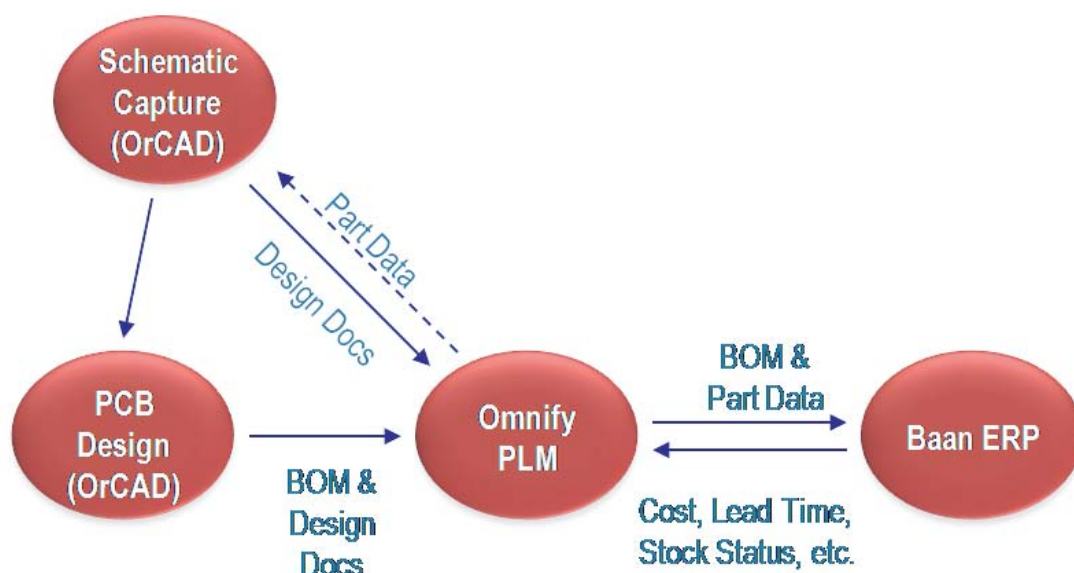 Schematic
Capture
(OrCAD)
Part Data
Design Docs
PCB
Design
(OrCAD)
BOM &
Design
Docs
Omnify
PLM
BOM &
Part Data
Cost, Lead Time,
Stock Status, etc.
Baan ERP